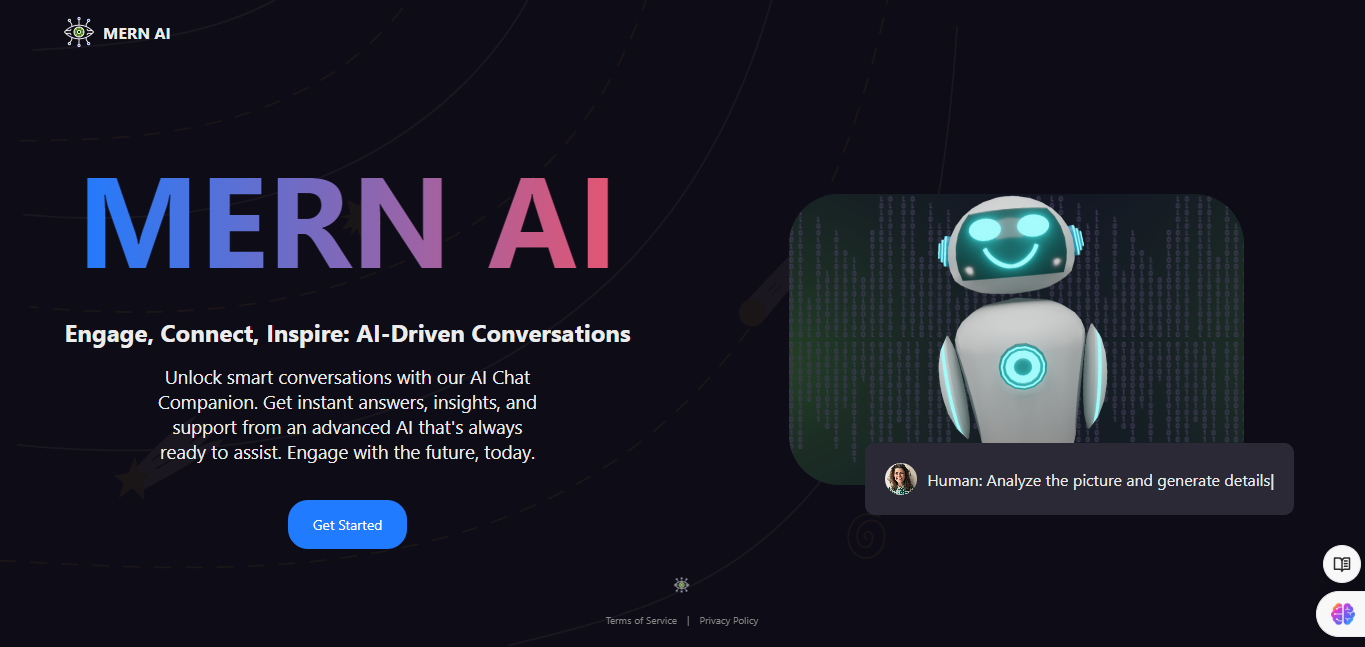 MERN AI
MERN AI
Engage, Connect, Inspire: AI-Driven Conversations
Unlock smart conversations with our AI Chat
Companion. Get instant answers, insights, and
support from an advanced AI that's always
ready to assist. Engage with the future, today.
Get Started
Human: Analyze the picture and generate details|
Terms of Service | Privacy Policy